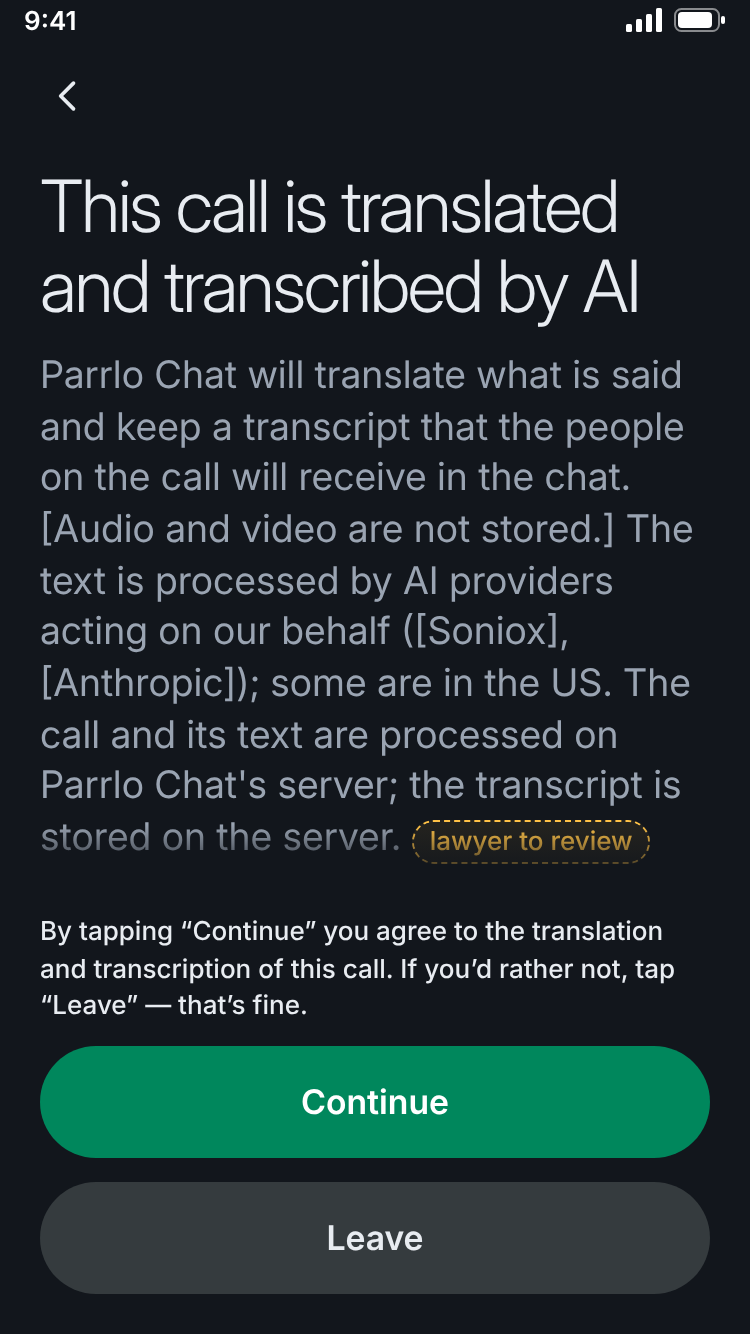 9:41
This call is translated
and transcribed by AI
Parrlo Chat will translate what is said
and keep a transcript that the people
on the call will receive in the chat.
[Audio and video are not stored.] The
text is processed by AI providers
acting on our behalf ([Soniox],
[Anthropic]); some are in the US. The
call and its text are processed on
Parrlo Chat's server; the transcript is
stored on the server. lawyer to review
By tapping “Continue” you agree to the translation
and transcription of this call. If you’d rather not, tap
“Leave” — that’s fine.
Continue
Leave